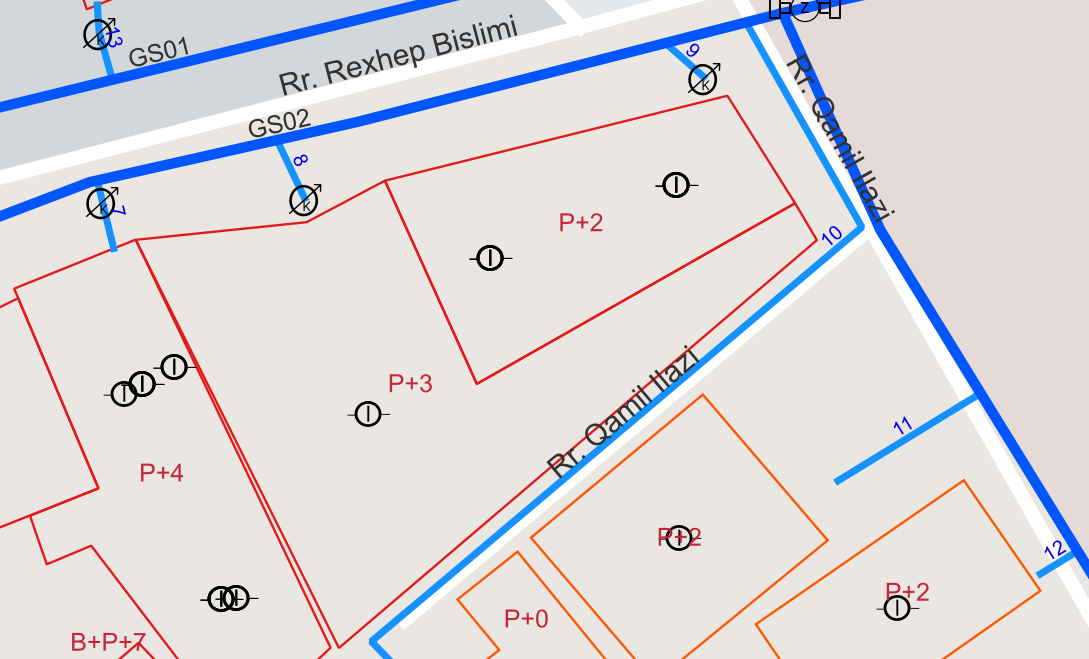 z
k
13
GS01
Rr. Rexhep Bislimi
9
k
Rr. Qamil Ilazi
GS02
8
k
7
k
P+2
10
P+3
Rr. Qamil Ilazi
11
P+4
P+2
12
P+2
P+0
B+P+7